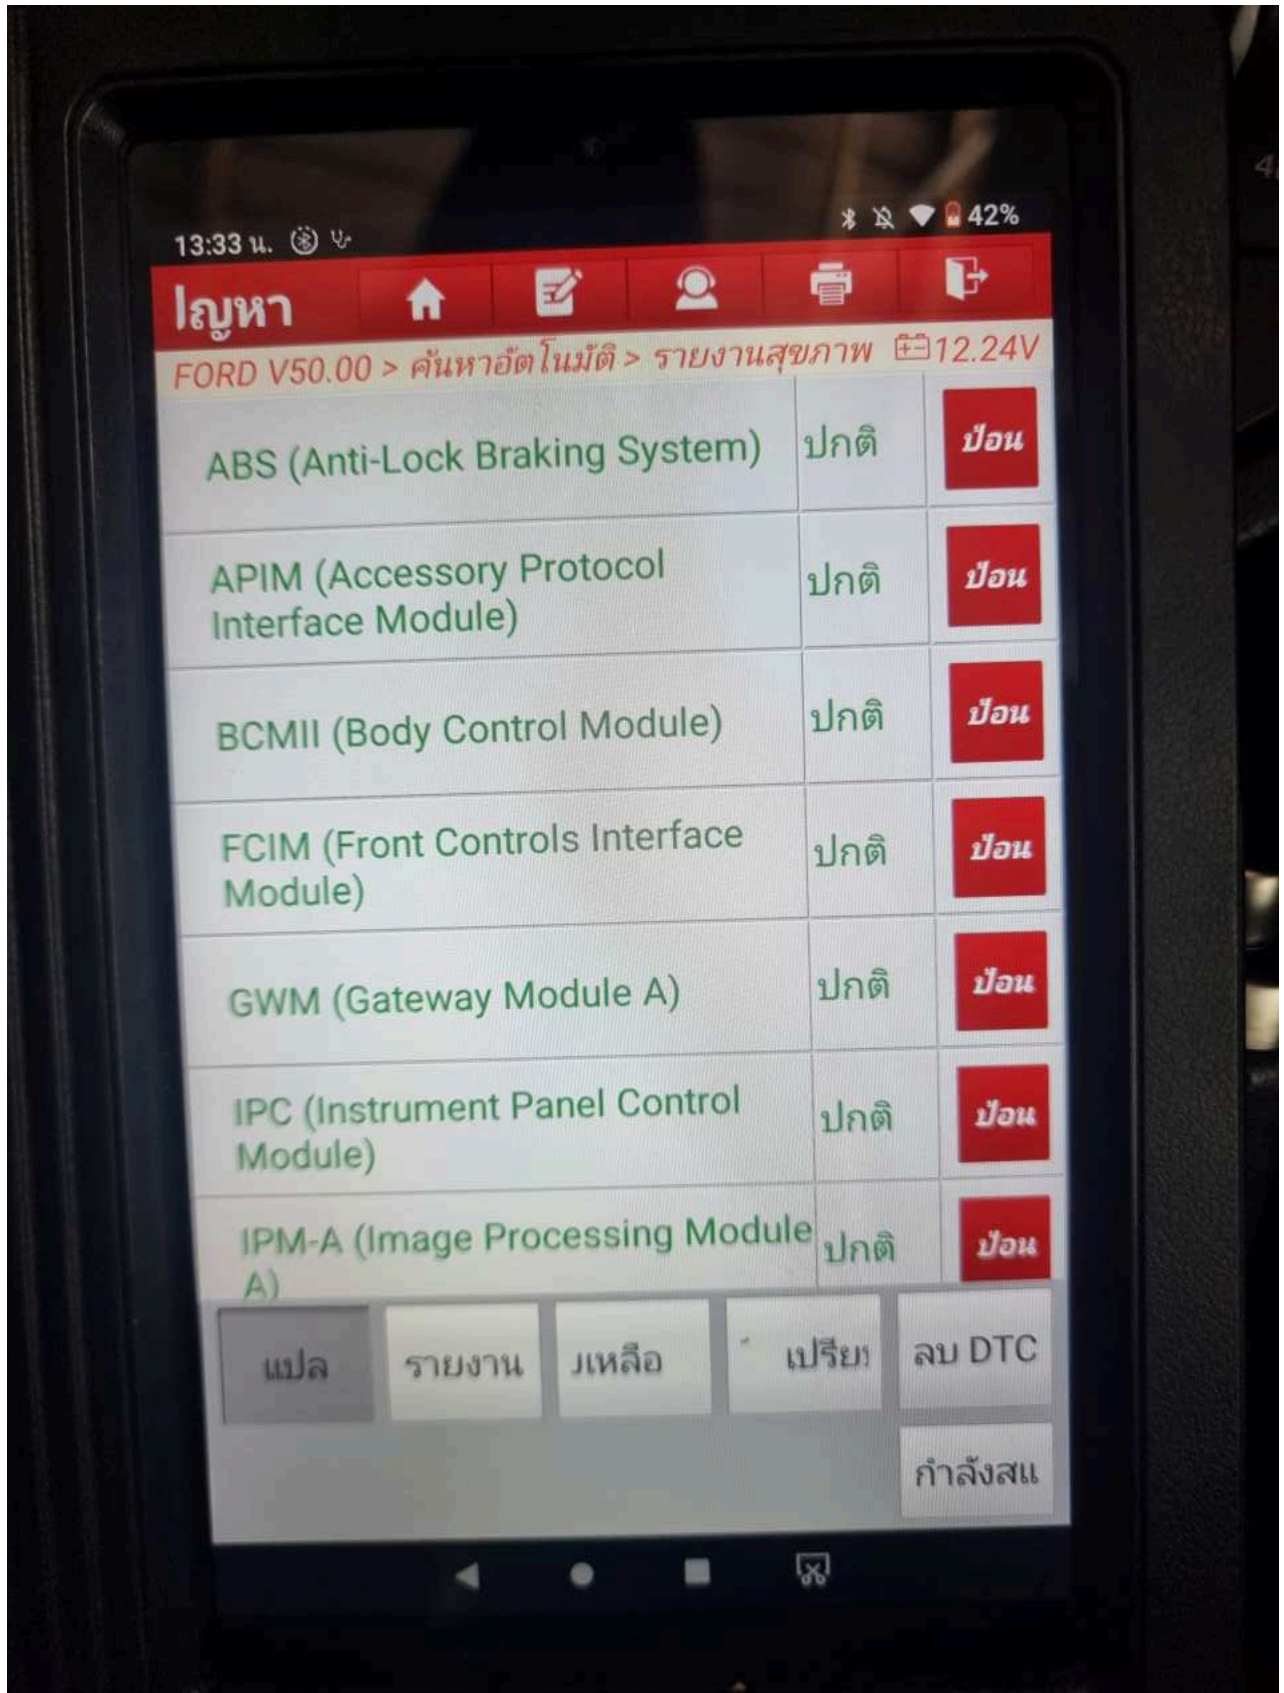 13:33 น. 42%
FORD V50.00 > ค้นหาอัตโนมัติ > รายงานสุขภาพ 12.24V
ABS (Anti-Lock Braking System) ปกติ ป้อน
APIM (Accessory Protocol
Interface Module) ปกติ ป้อน
BCMII (Body Control Module) ปกติ ป้อน
FCIM (Front Controls Interface
Module) ปกติ ป้อน
GWM (Gateway Module A) ปกติ ป้อน
IPC (Instrument Panel Control
Module) ปกติ ป้อน
IPM-A (Image Processing Module
A) ปกติ ป้อน
แปล รายงาน เหลือ เปรีย ลบ DTC
กำลังสแ